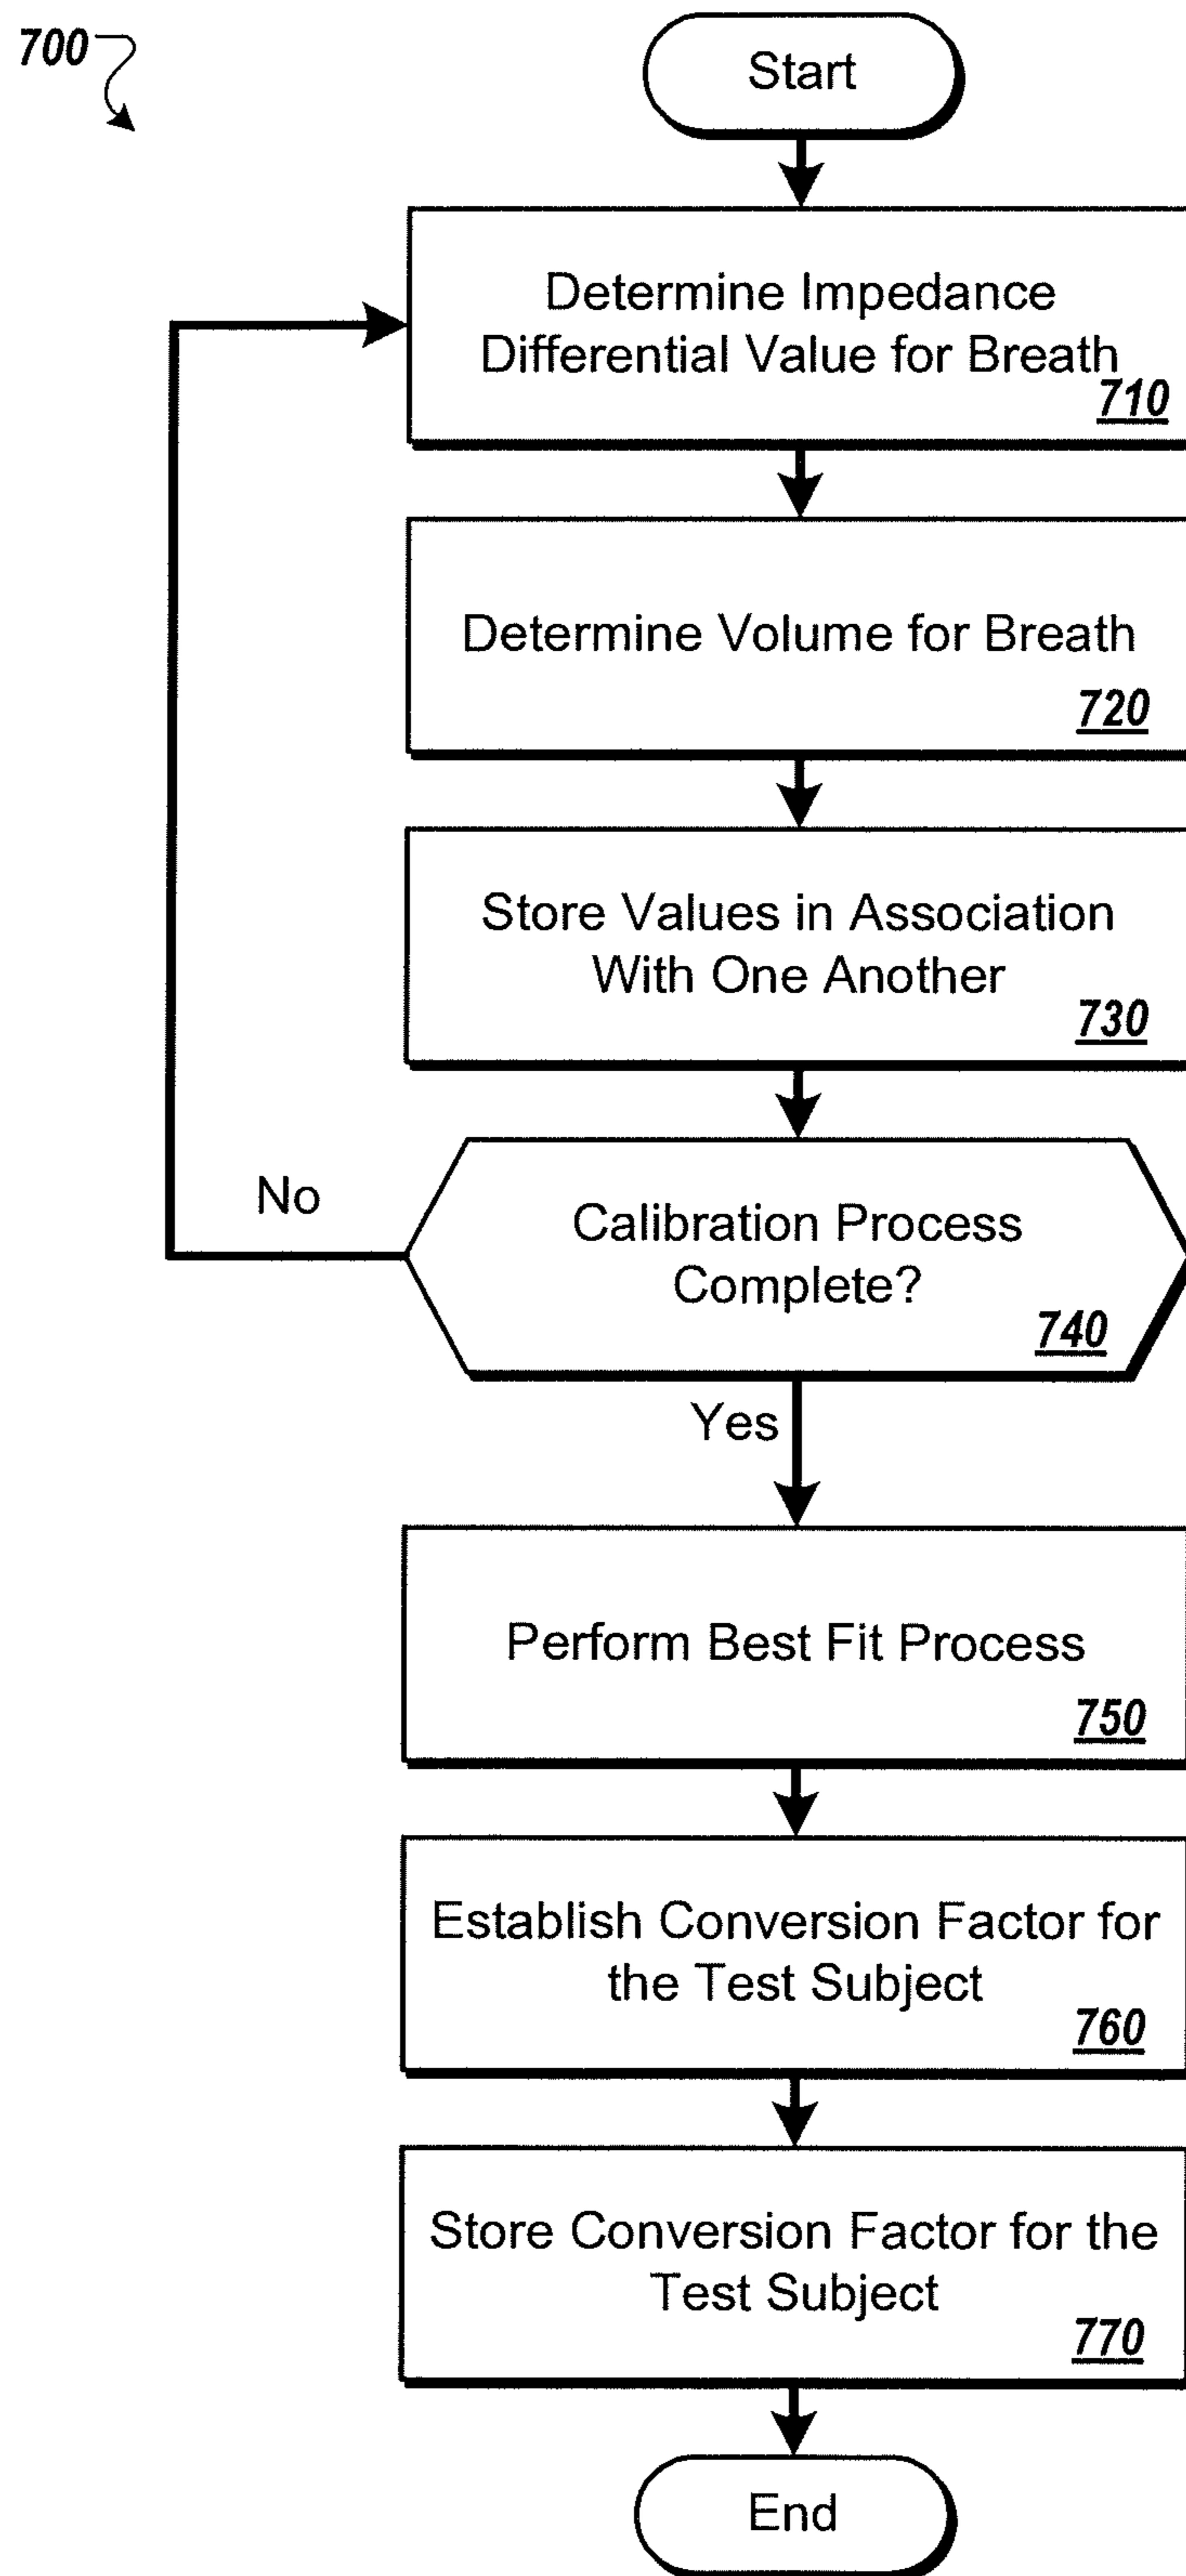 700
Start
Determine Impedance
Differential Value for Breath
710
Determine Volume for Breath
720
Store Values in Association
With One Another
730
No
Calibration Process
Complete?
740
Yes
Perform Best Fit Process
750
Establish Conversion Factor for
the Test Subject
760
Store Conversion Factor for the
Test Subject
770
End